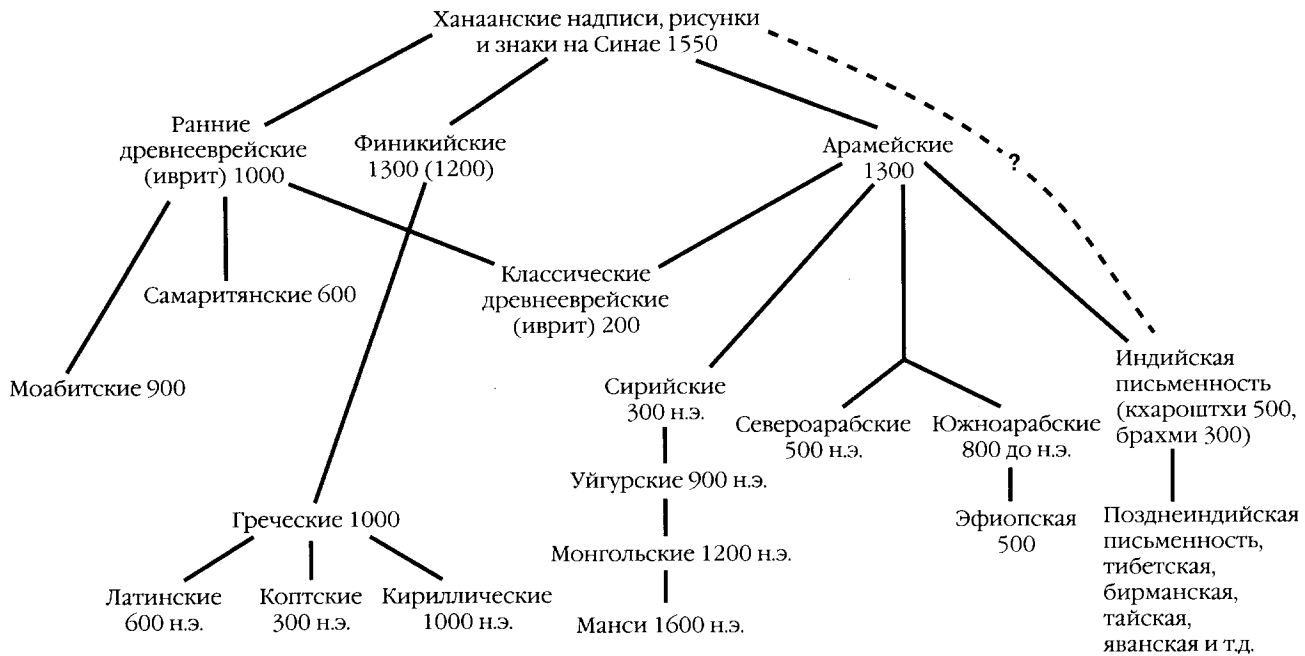 Ханаанские надписи, рисунки
и знаки на Синае 1550
Ранние
древнееврейские
(иврит) 1000
Финикийские
1300 (1200)
Арамейские
1300
?
Самаритянские 600
Классические
древнееврейские
(иврит) 200
Моабитские 900
Сирийские
300 н.э.
Североарабские
500 н.э.
Южноарабские
800 до н.э.
Индийская
письменность
(кхароштхи 500,
брахми 300)
Уйгурские 900 н.э.
Греческие 1000
Эфиопская
500
Позднеиндийская
письменность,
тибетская,
бирманская,
тайская,
яванская и т.д.
Монгольские 1200 н.э.
Латинские
600 н.э.
Коптские
300 н.э.
Кириллические
1000 н.э.
Манси 1600 н.э.